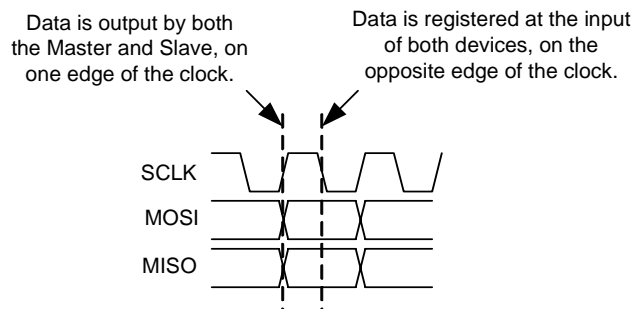 Data is output by both
the Master and Slave, on
one edge of the clock.
Data is registered at the input
of both devices, on the
opposite edge of the clock.
SCLK
MOSI
MISO